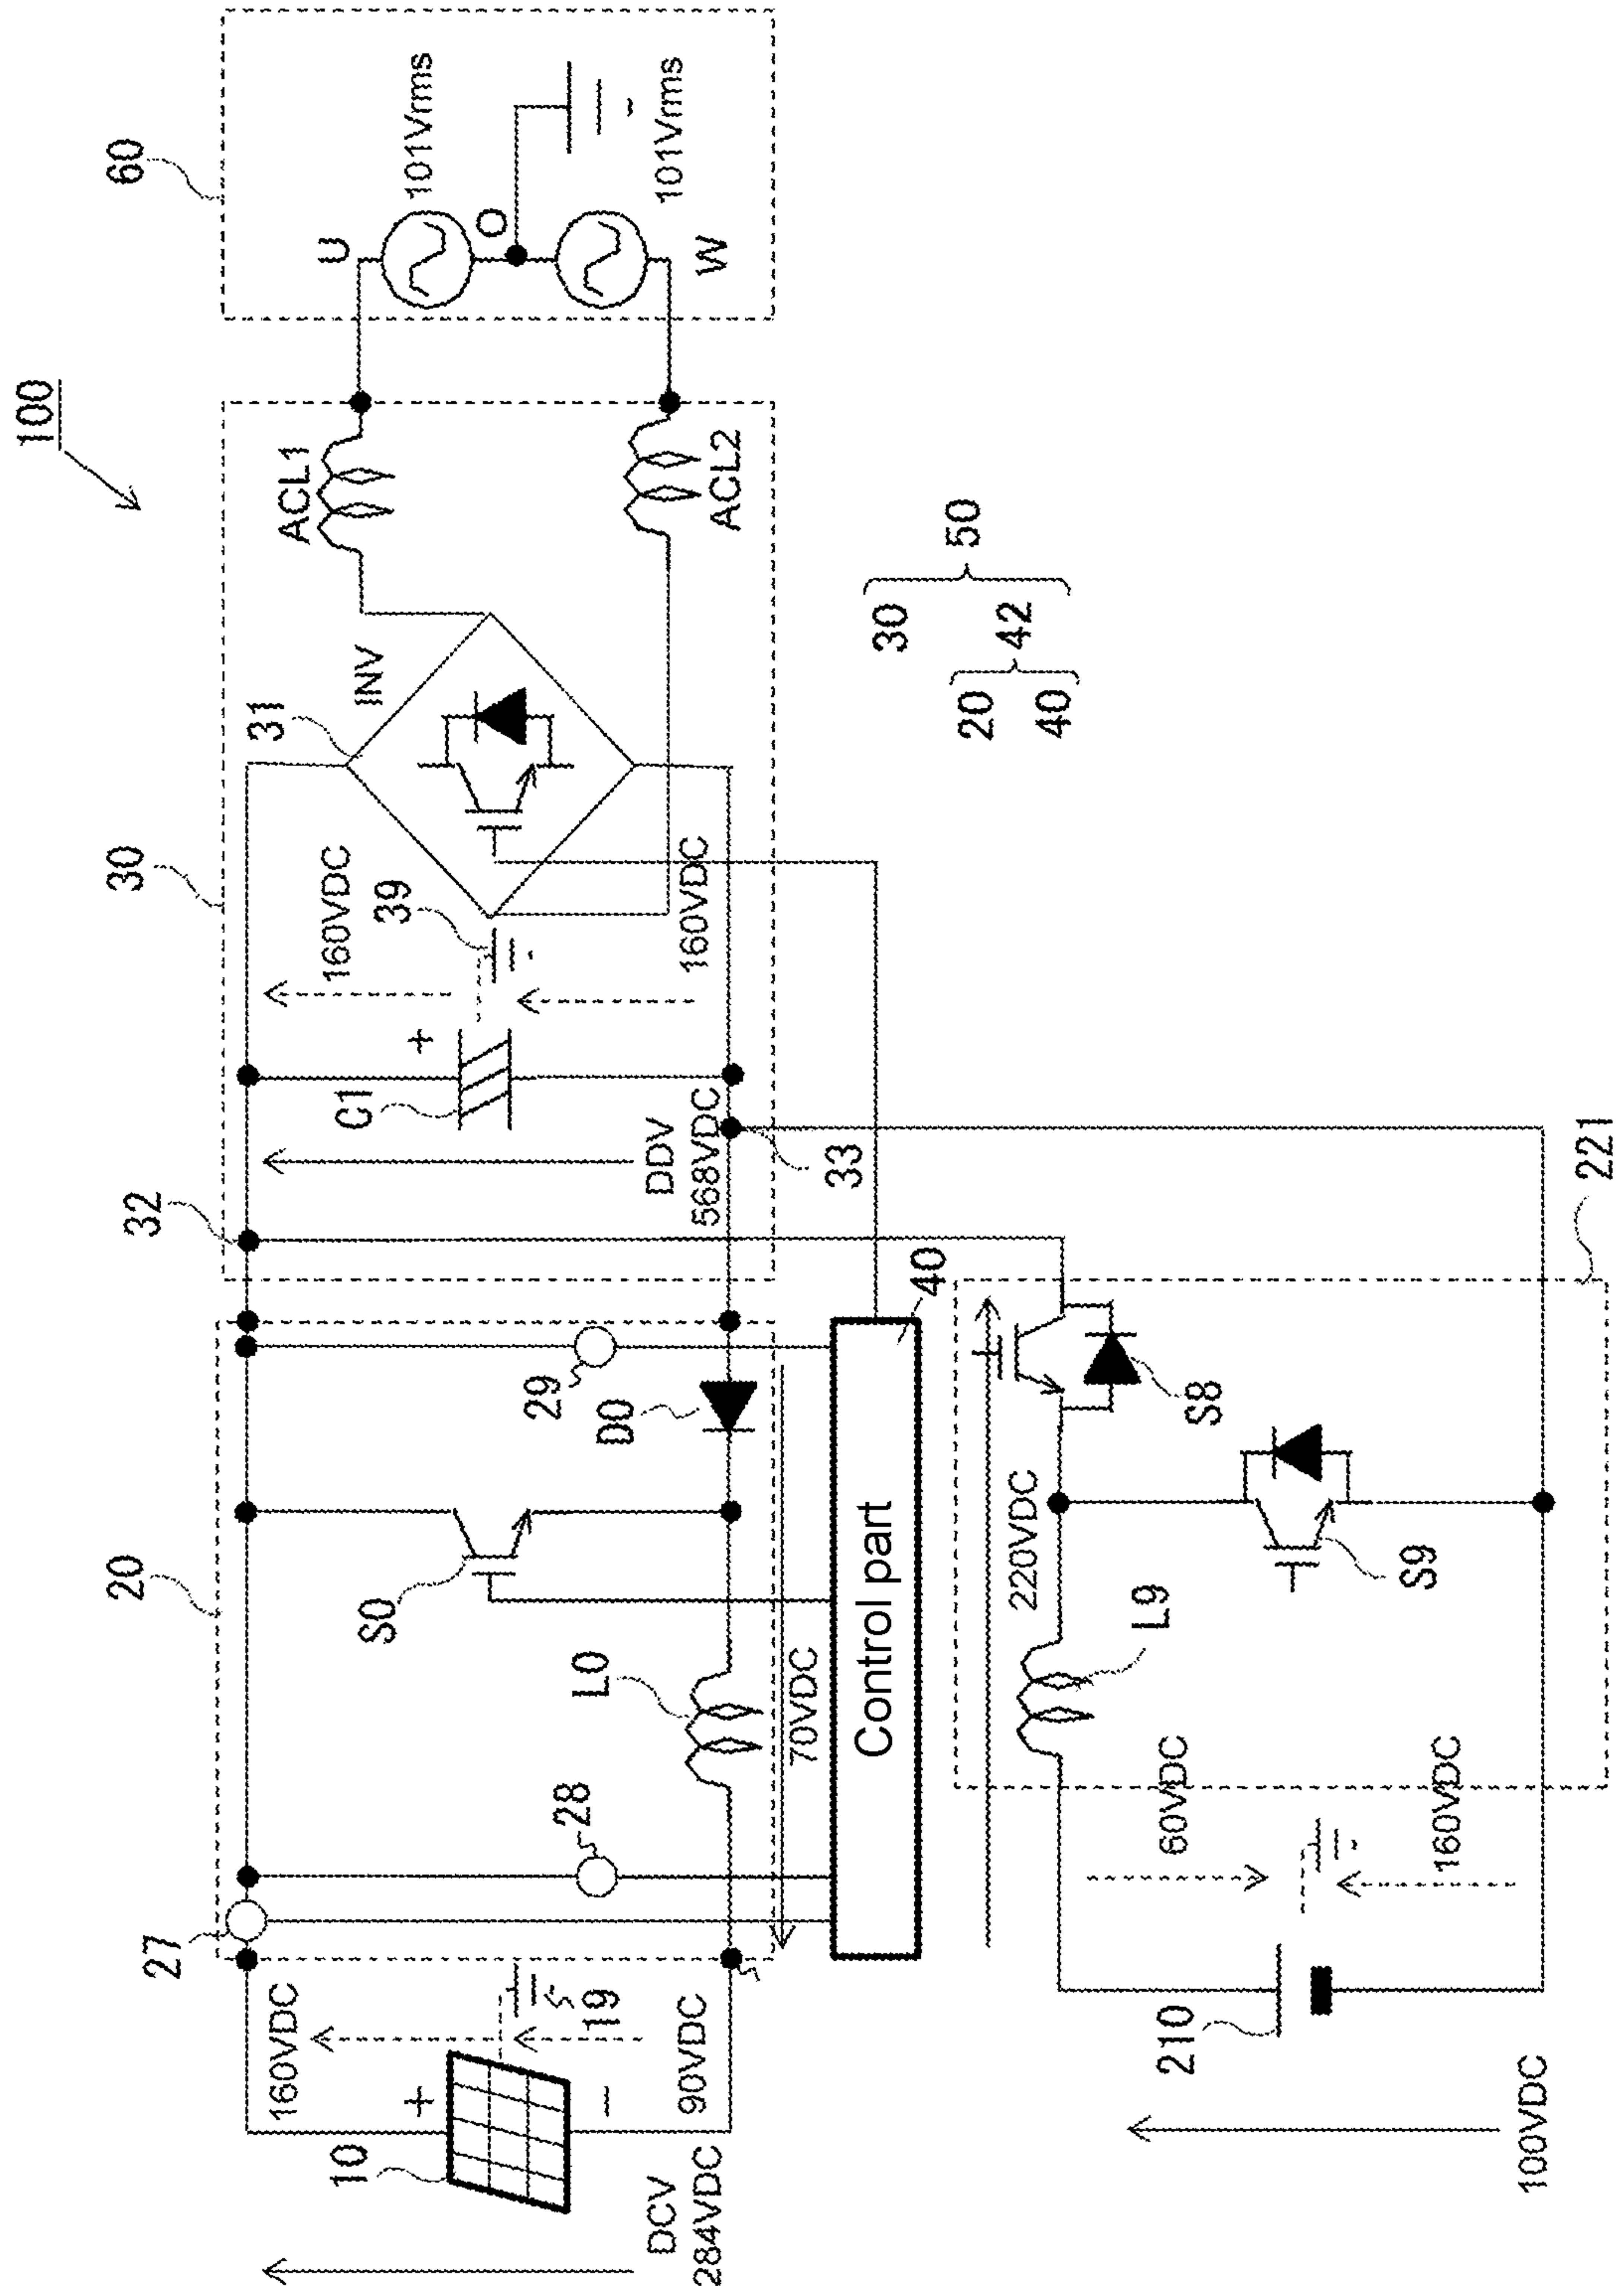 100
60
U
101Vrms
O
101Vrms
W
30
31
INV
ACL1
ACL2
160VDC
39
160VDC
C1
+
DDV
568VDC
32
33
30
20
42
40
50
20
27
28
29
S0
D0
L0
70VDC
Control part
40
10
+
−
160VDC
19
90VDC
DCV
284VDC
221
220VDC
S8
S9
L9
60VDC
160VDC
210
100VDC